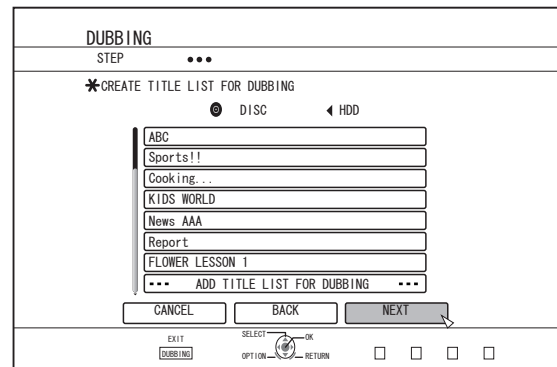 DUBBING
STEP •••
*CREATE TITLE LIST FOR DUBBING
DISC ◀ HDD
ABC
Sports!!
Cooking...
KIDS WORLD
News AAA
Report
FLOWER LESSON 1
--- ADD TITLE LIST FOR DUBBING ---
CANCEL BACK NEXT
EXIT SELECT OK
DUBBING OPTION RETURN